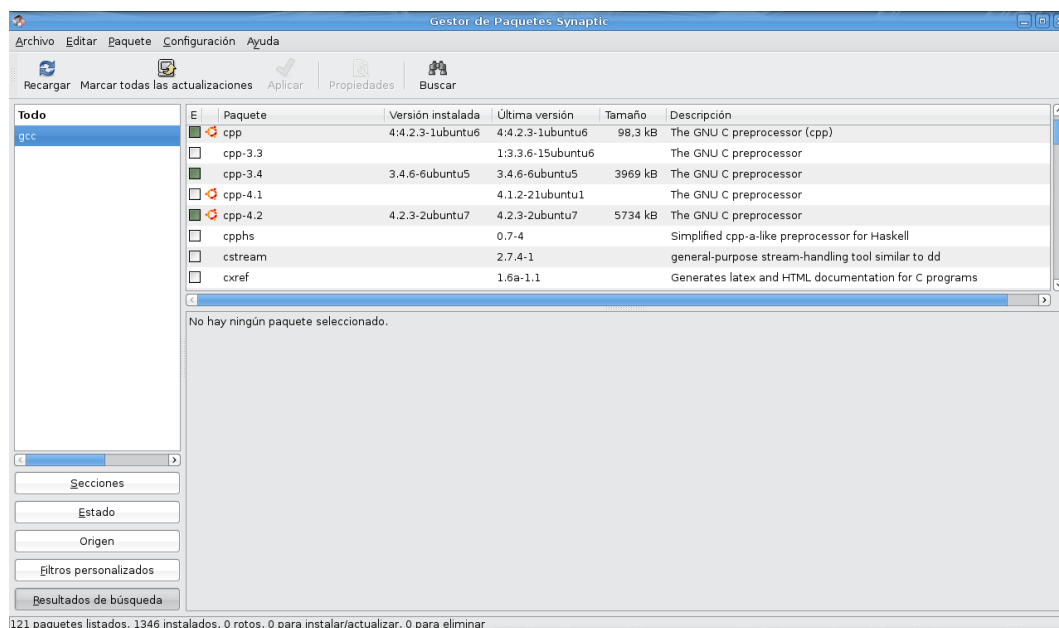 Gestor de Paquetes Synaptic
Archivo Editar Paquete Configuración Ayuda
Recargar Marcar todas las actualizaciones Aplicar Propiedades Buscar
Todo
gcc
E Paquete Versión instalada Última versión Tamaño Descripción
cpp 4:4.2.3-1ubuntu6 4:4.2.3-1ubuntu6 98,3 kB The GNU C preprocessor (cpp)
cpp-3.3 1:3.3.6-15ubuntu6 The GNU C preprocessor
cpp-3.4 3.4.6-6ubuntu5 3.4.6-6ubuntu5 3969 kB The GNU C preprocessor
cpp-4.1 4.1.2-21ubuntu1 The GNU C preprocessor
cpp-4.2 4.2.3-2ubuntu7 4.2.3-2ubuntu7 5734 kB The GNU C preprocessor
cpphs 0.7-4 Simplified cpp-a-like preprocessor for Haskell
cstream 2.7.4-1 general-purpose stream-handling tool similar to dd
cxref 1.6a-1.1 Generates latex and HTML documentation for C programs
No hay ningún paquete seleccionado.
Secciones
Estado
Origen
Filtros personalizados
Resultados de búsqueda
121 paquetes listados, 1346 instalados, 0 rotos, 0 para instalar/actualizar, 0 para eliminar